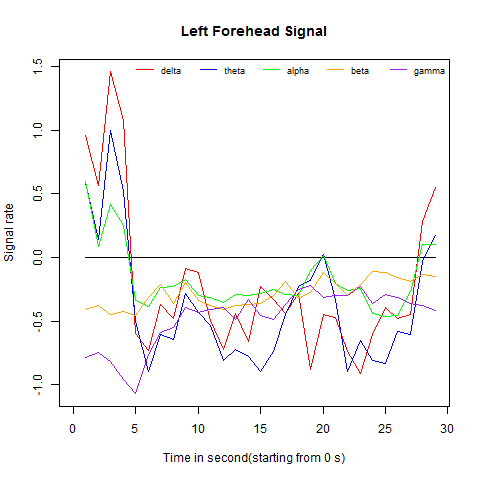 Left Forehead Signal
delta theta alpha beta gamma
1.5
1.0
0.5
0.0
-0.5
-1.0
Signal rate
0 5 10 15 20 25 30
Time in second(starting from 0 s)